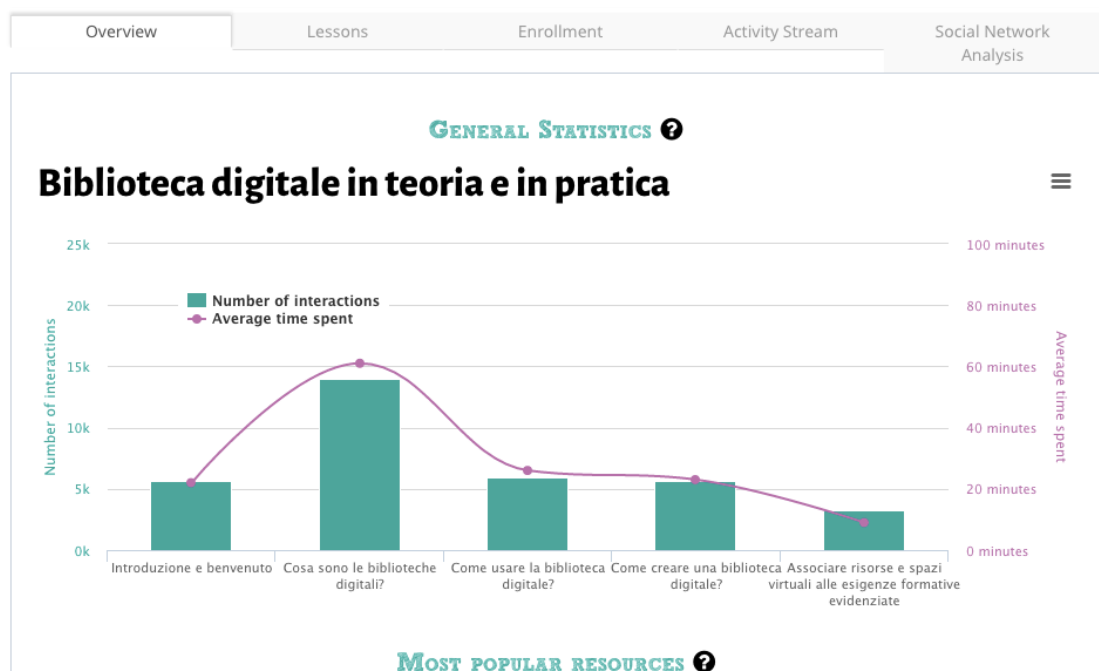 Overview
Lessons
Enrollment
Activity Stream
Social Network
Analysis
General Statistics ?
Biblioteca digitale in teoria e in pratica
25k
20k
15k
10k
5k
0k
Number of interactions
Number of interactions
Average time spent
100 minutes
80 minutes
60 minutes
40 minutes
20 minutes
0 minutes
Average time spent
Introduzione e benvenuto
Cosa sono le biblioteche
digitali?
Come usare la biblioteca
digitale?
Come creare una biblioteca
digitale?
Associare risorse e spazi
virtuali alle esigenze formative
evidenziate
Most popular resources ?